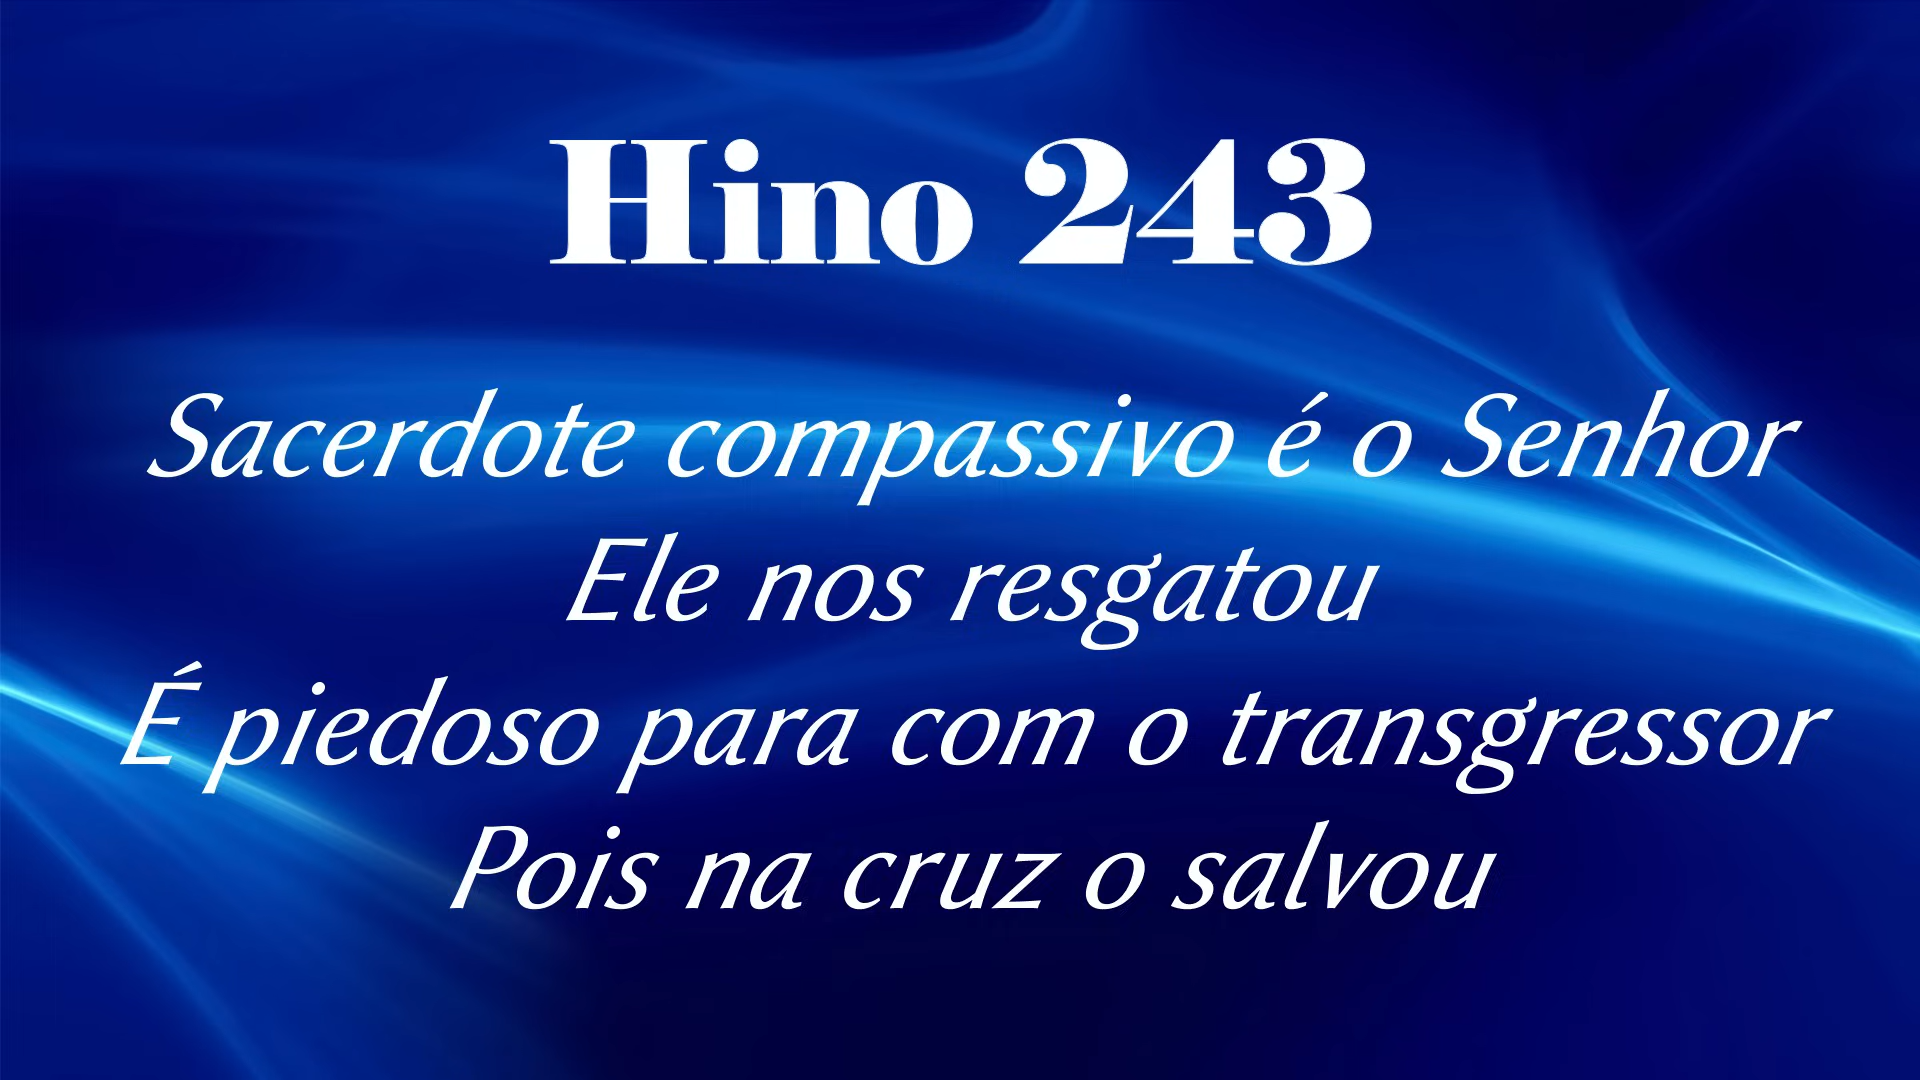 Hino 243
Sacerdote compassivo é o Senhor
Ele nos resgatou
É piedoso para com o transgressor
Pois na cruz o salvou